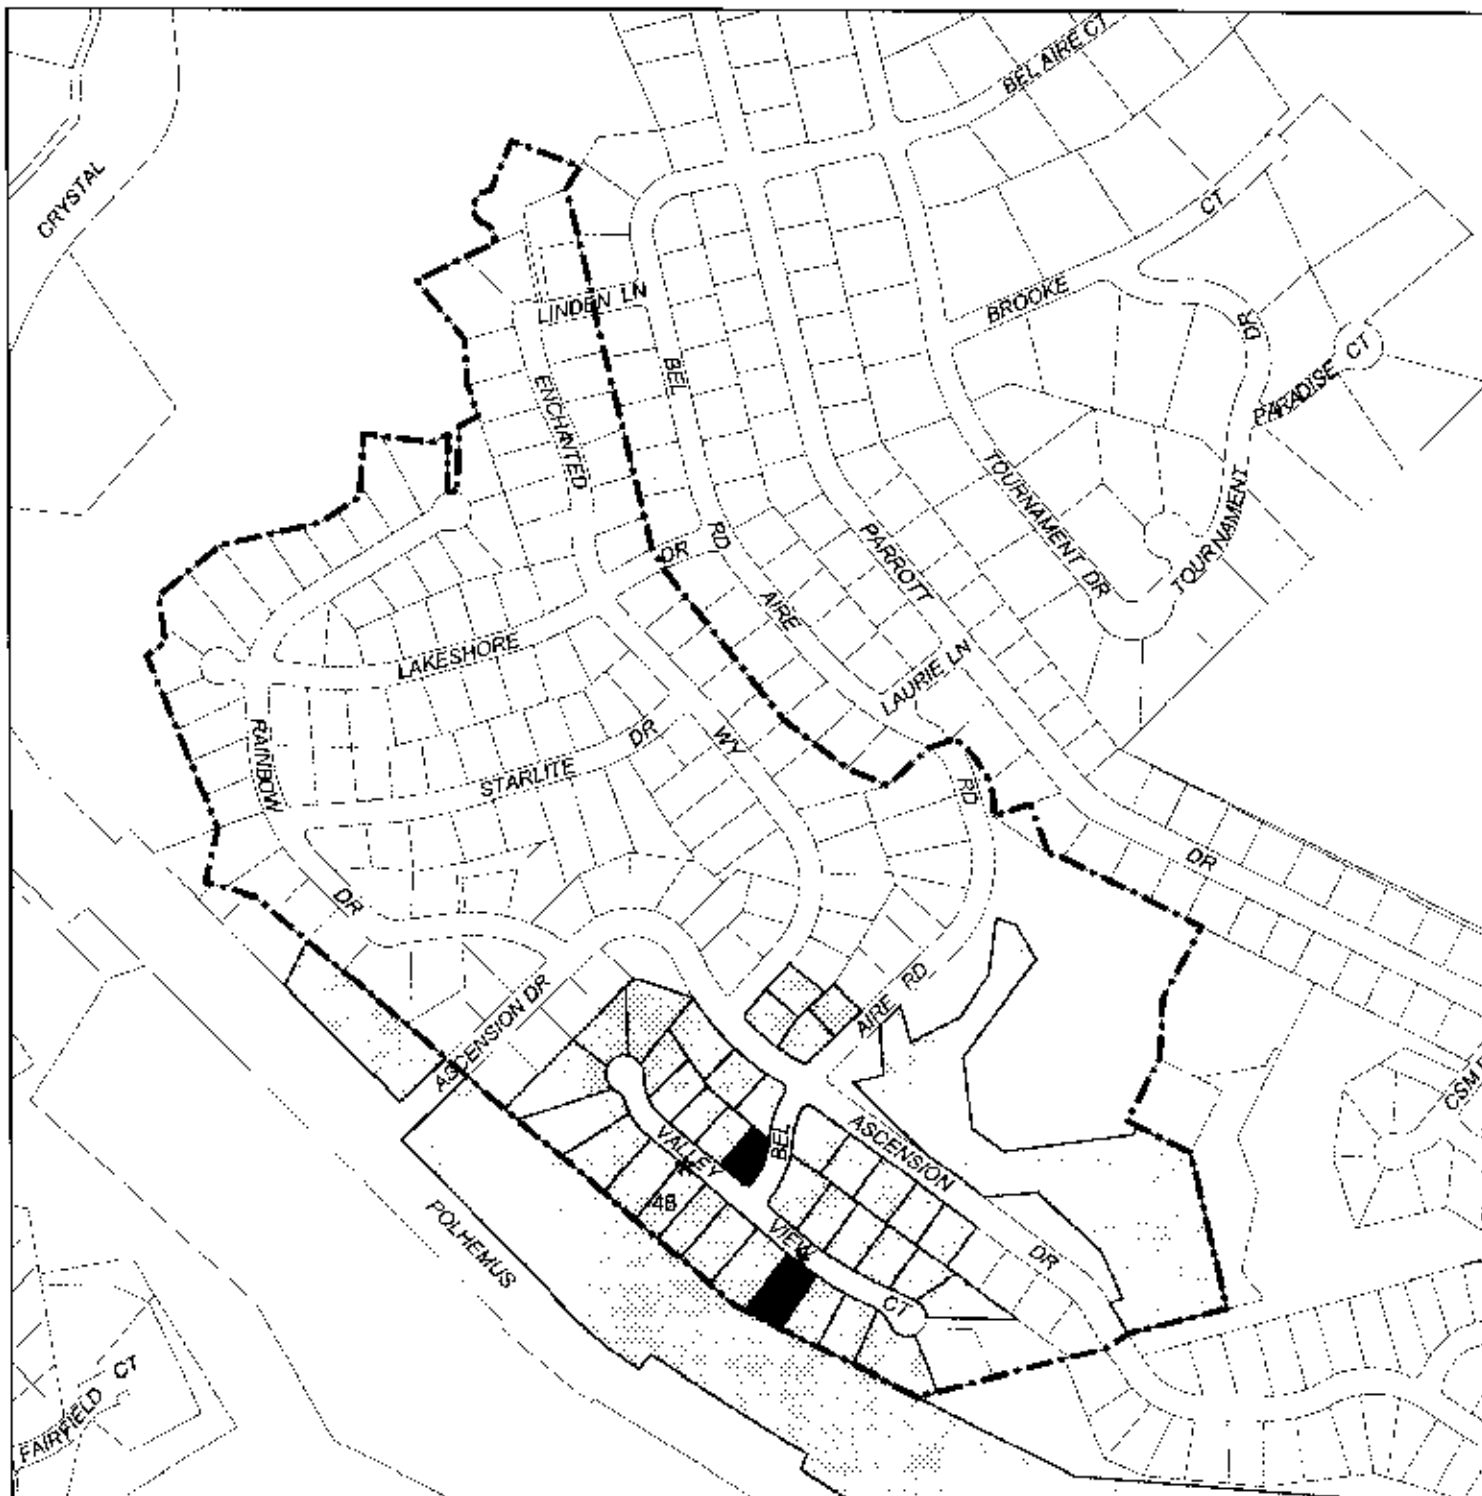 BEL AIRE CT
CRYSTAL
CT
LINDEN LN
BROOKE
DR
BEL
PARADISE CT
ENCHANTED
TOURNAMENT DR
TOURNAMENT
RD
DR
PARROTT
AIRE
LAKESHORE
LAURIE LN
RAINBOW
DR
WY
STARLITE
RD
DR
DR
ASCENSION DR
AIRE RD
CSM
VALLEY
BEL
ASCENSION
48
POLHEMUS
VIEW
DR
CT
FAIRFIELD CT